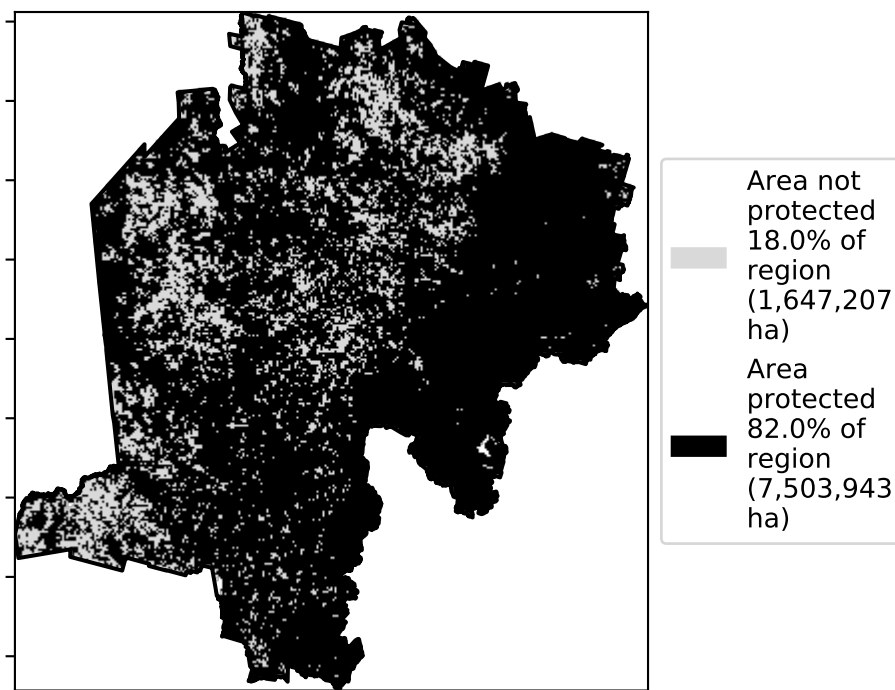 Area not
protected
18.0% of
region
(1,647,207
ha)
Area
protected
82.0% of
region
(7,503,943
ha)